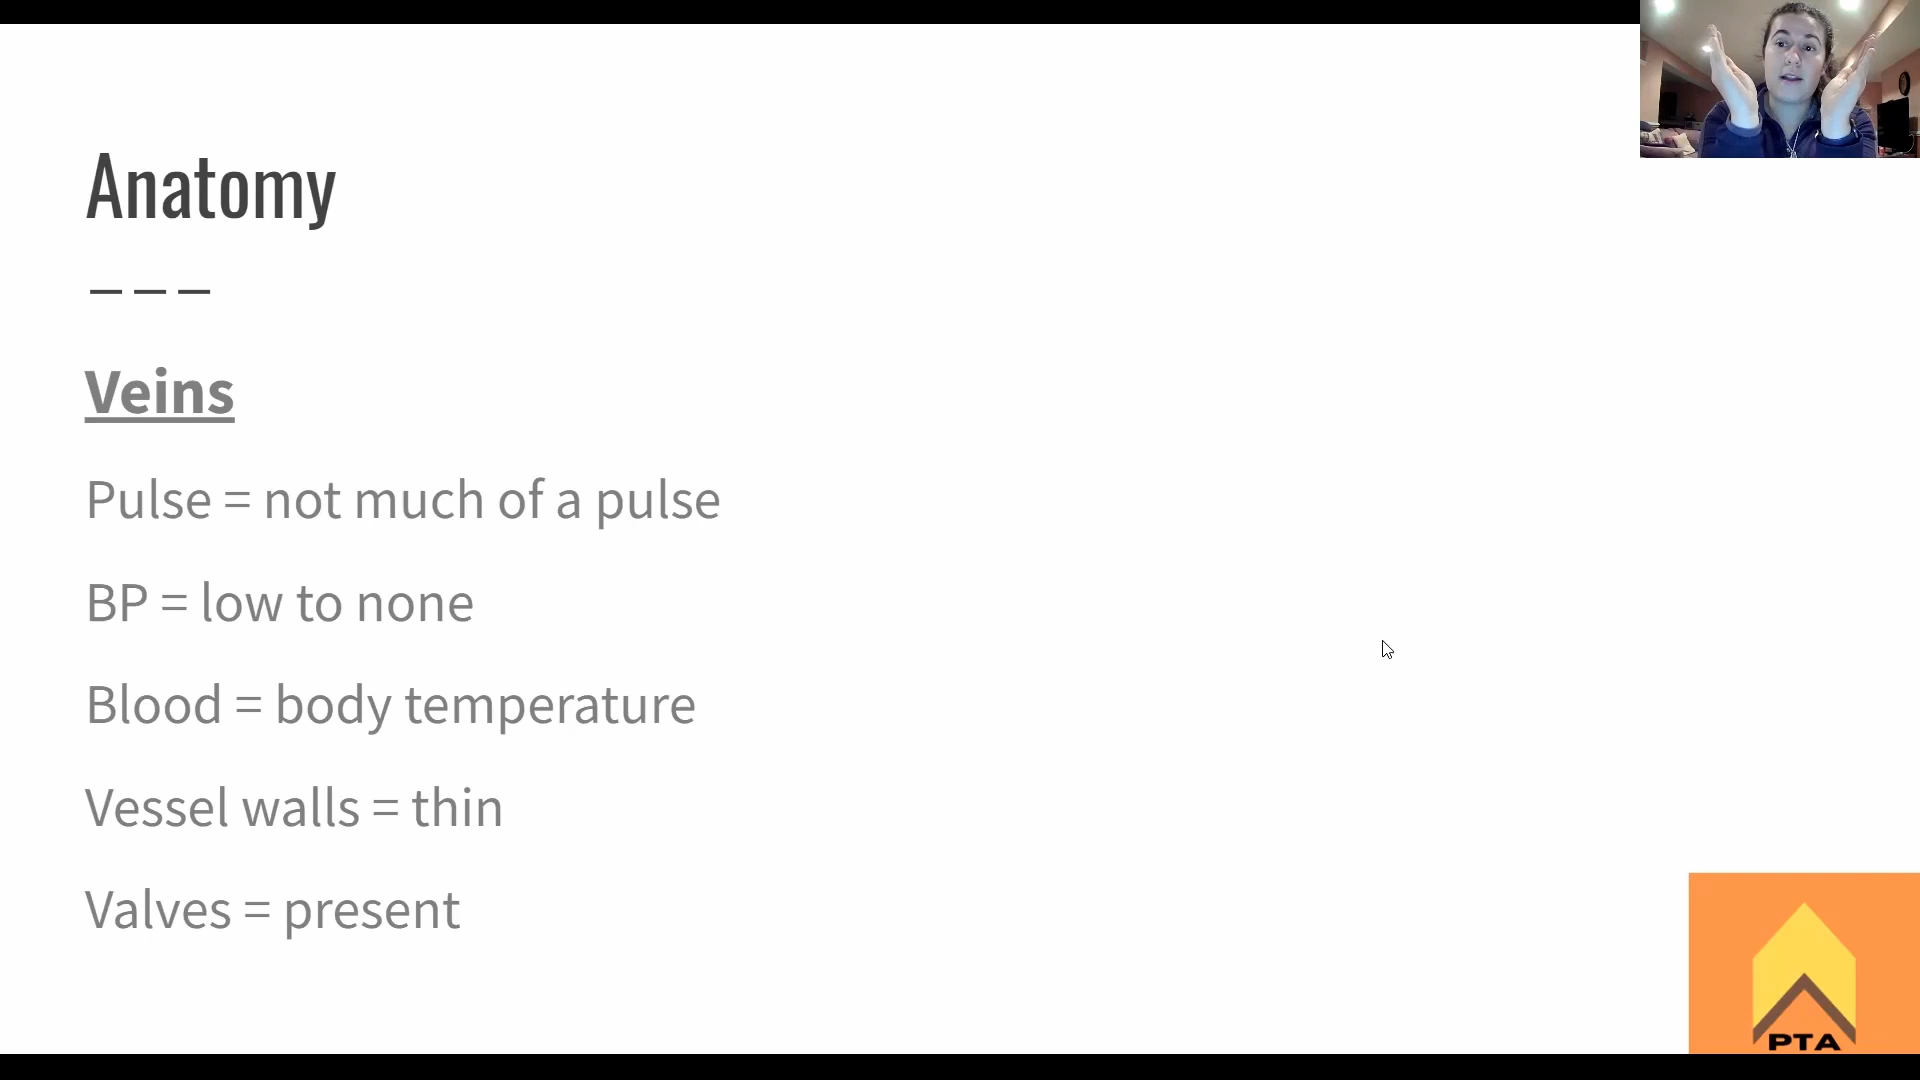 Anatomy
Veins
Pulse = not much of a pulse
BP = low to none
Blood = body temperature
Vessel walls = thin
Valves = present
PTA